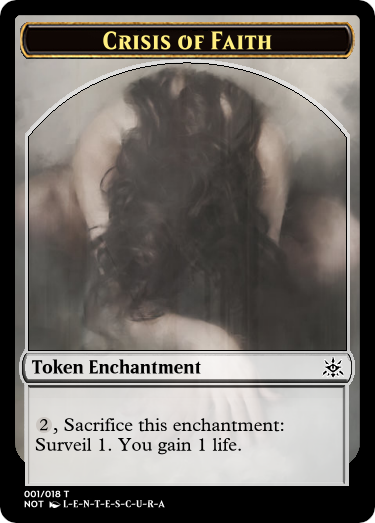 Crisis of Faith
Token Enchantment
2, Sacrifice this enchantment:
Surveil 1. You gain 1 life.
001/018 T
NOT L-E-N-T-E-S-C-U-R-A